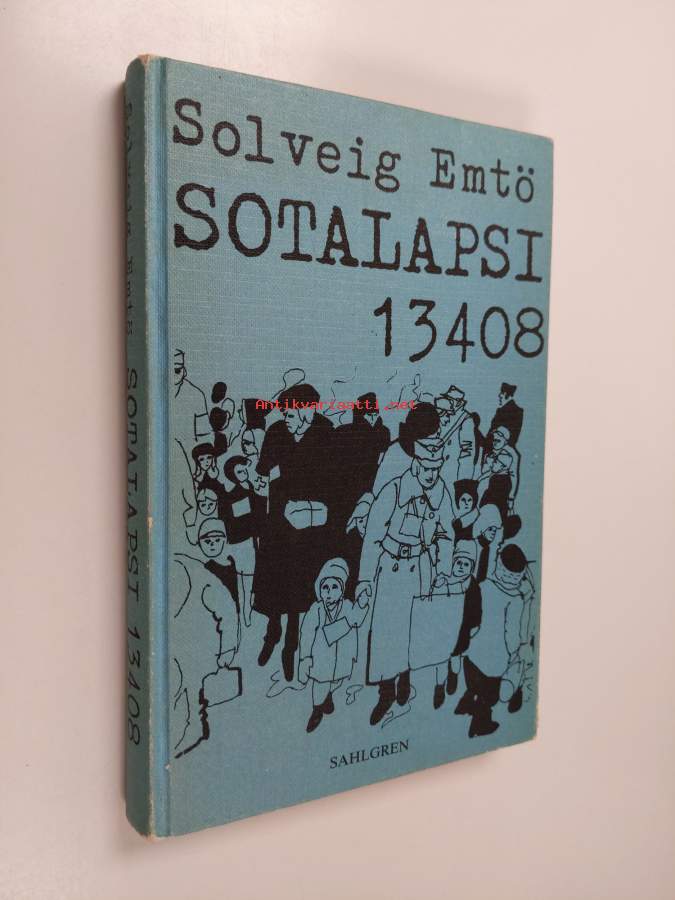 Solveig Emtö
SOTALAPSI
13408
Antikvariaatti.net
SAHLGREN
Solveig Emtö SOTALAPSI 13408